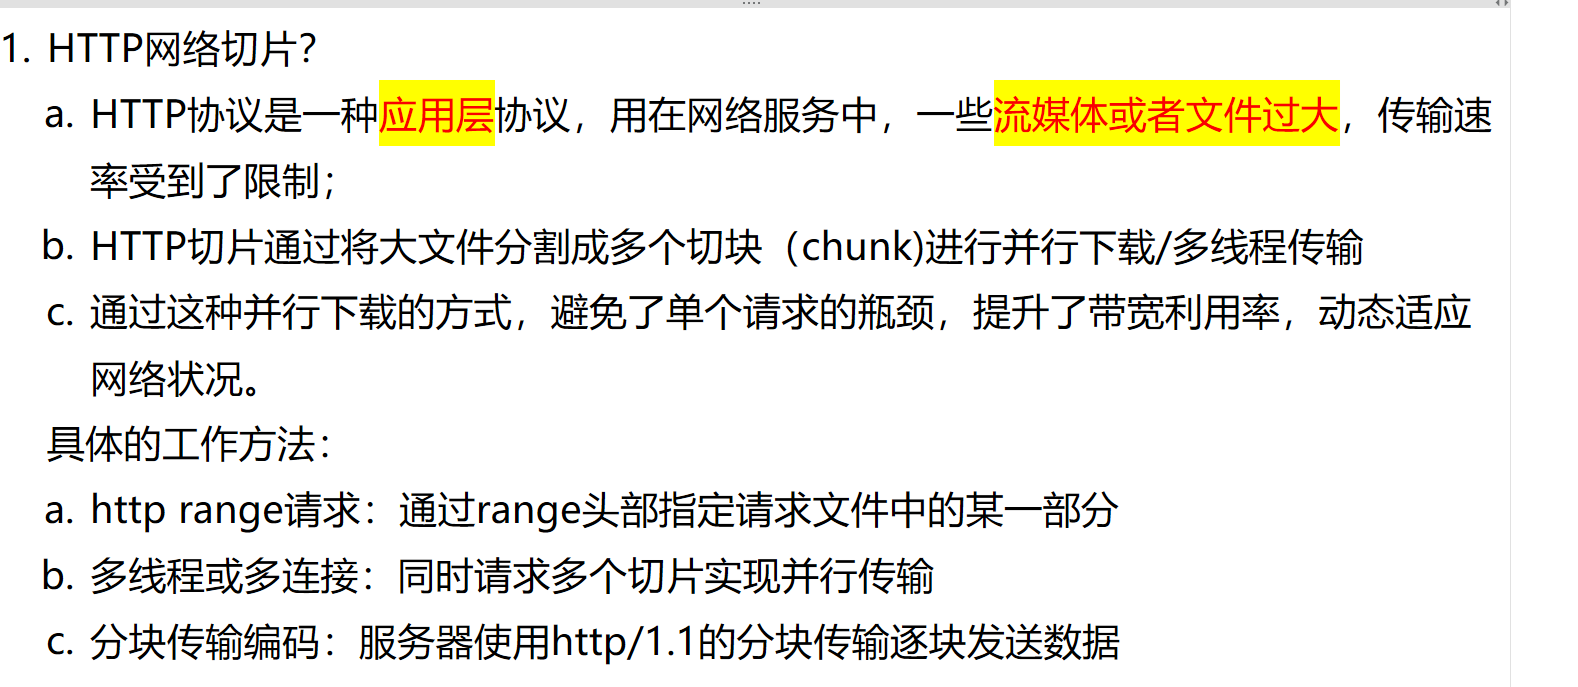 1. HTTP网络切片?
a. HTTP协议是一种应用层协议，用在网络服务中，一些流媒体或者文件过大，传输速
率受到了限制；
b. HTTP切片通过将大文件分割成多个切块（chunk)进行并行下载/多线程传输
c. 通过这种并行下载的方式，避免了单个请求的瓶颈，提升了带宽利用率，动态适应
网络状况。
具体的工作方法：
a. http range请求：通过range头部指定请求文件中的某一部分
b. 多线程或多连接：同时请求多个切片实现并行传输
c. 分块传输编码：服务器使用http/1.1的分块传输逐块发送数据